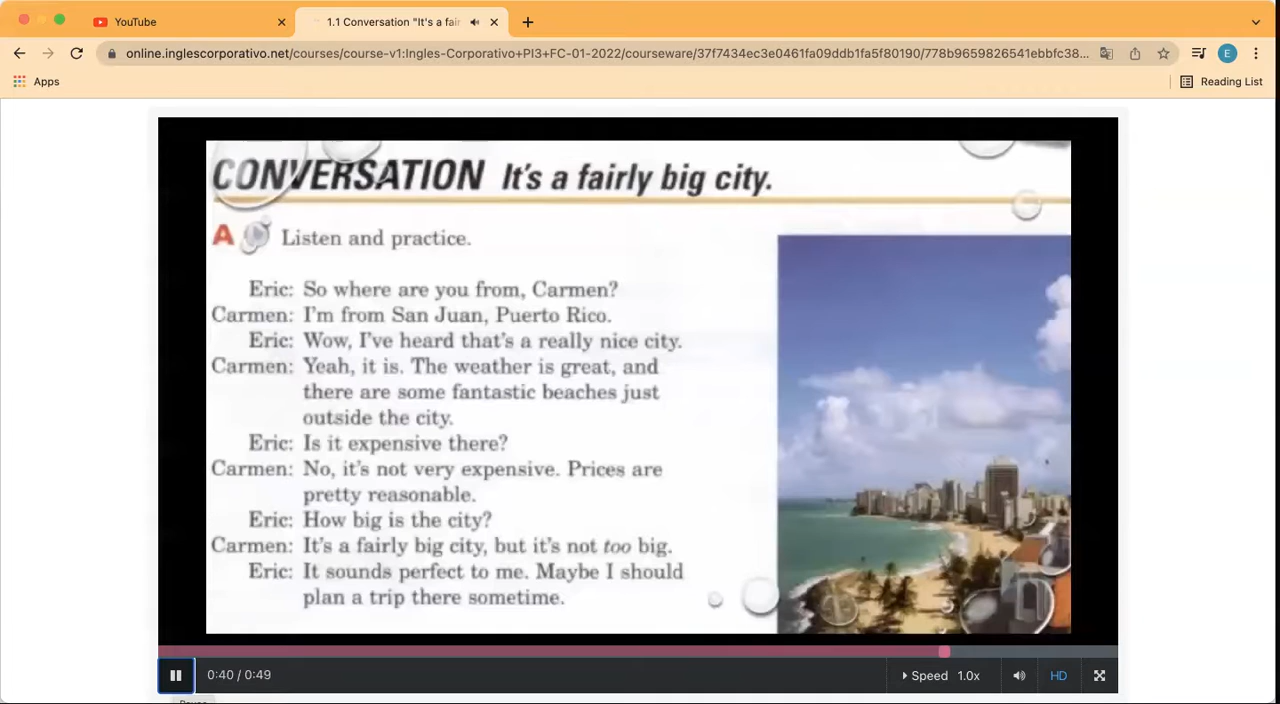 YouTube
1.1 Conversation "It's a fair
online.inglescorporativo.net/courses/course-v1:Ingles-Corporativo+PI3+FC-01-2022/courseware/37f7434ec3e0461fa09ddb1fa5f80190/778b9659826541ebbfc38...
E
Apps
Reading List
CONVERSATION It's a fairly big city.
A Listen and practice.
Eric: So where are you from, Carmen?
Carmen: I'm from San Juan, Puerto Rico.
Eric: Wow, I've heard that's a really nice city.
Carmen: Yeah, it is. The weather is great, and
there are some fantastic beaches just
outside the city.
Eric: Is it expensive there?
Carmen: No, it's not very expensive. Prices are
pretty reasonable.
Eric: How big is the city?
Carmen: It's a fairly big city, but it's not too big.
Eric: It sounds perfect to me. Maybe I should
plan a trip there sometime.
0:40 / 0:49
Speed 1.0x
HD